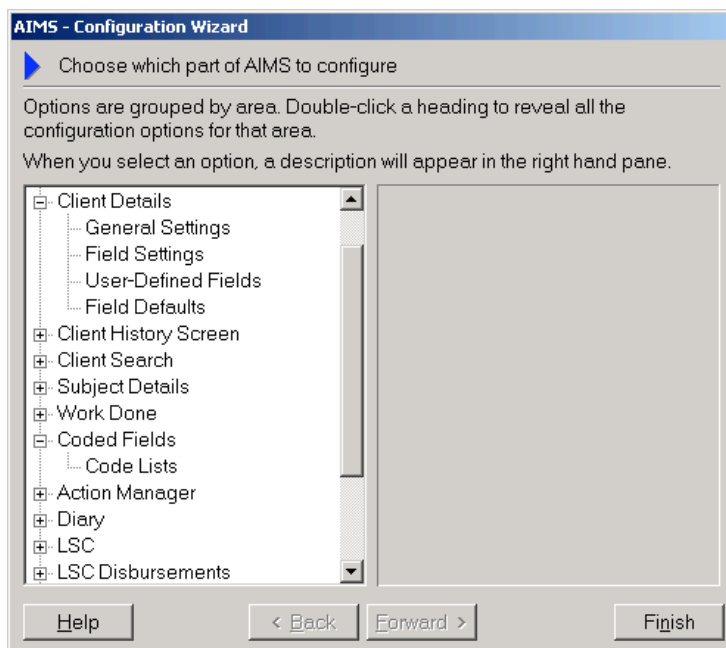 AIMS - Configuration Wizard
Choose which part of AIMS to configure
Options are grouped by area. Double-click a heading to reveal all the
configuration options for that area.
When you select an option, a description will appear in the right hand pane.
Client Details
General Settings
Field Settings
User-Defined Fields
Field Defaults
Client History Screen
Client Search
Subject Details
Work Done
Coded Fields
Code Lists
Action Manager
Diary
LSC
LSC Disbursements
Help
< Back
Forward >
Finish